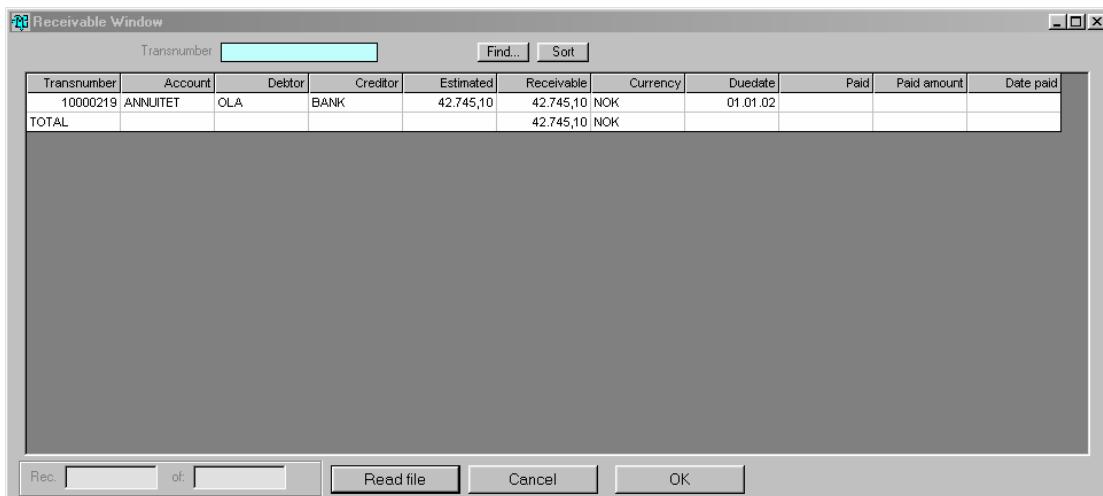 Receivable Window
Transnumber Find... Sort
Transnumber Account Debtor Creditor Estimated Receivable Currency Duedate Paid Paid amount Date paid
10000219 ANNUITET OLA BANK 42.745,10 42.745,10 NOK 01.01.02
TOTAL 42.745,10 NOK
Rec. of: Read file Cancel OK